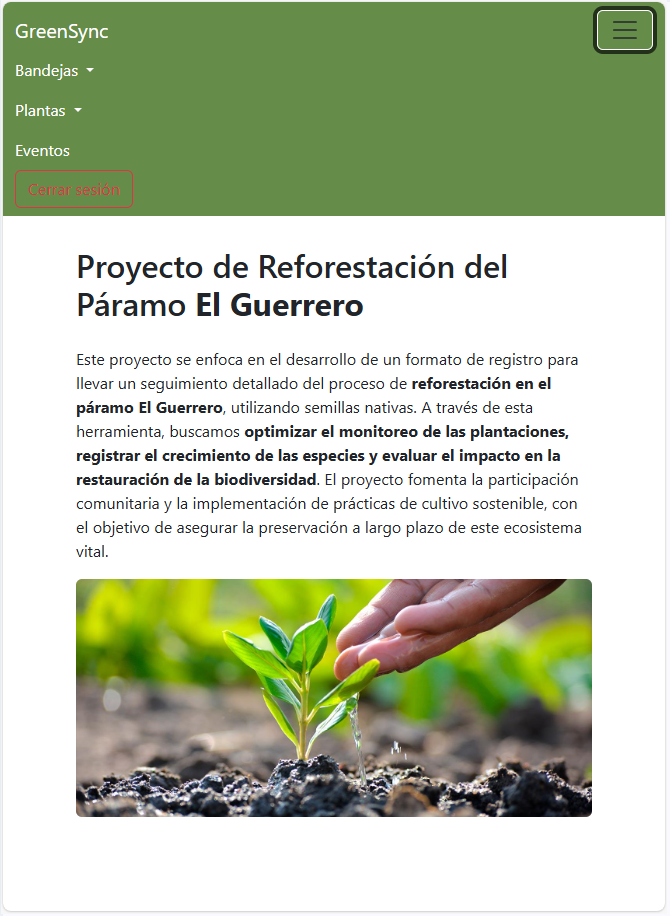 GreenSync
Bandejas
Plantas
Eventos
Cerrar sesión
Proyecto de Reforestación del
Páramo El Guerrero
Este proyecto se enfoca en el desarrollo de un formato de registro para
llevar un seguimiento detallado del proceso de reforestación en el
páramo El Guerrero, utilizando semillas nativas. A través de esta
herramienta, buscamos optimizar el monitoreo de las plantaciones,
registrar el crecimiento de las especies y evaluar el impacto en la
restauración de la biodiversidad. El proyecto fomenta la participación
comunitaria y la implementación de prácticas de cultivo sostenible, con
el objetivo de asegurar la preservación a largo plazo de este ecosistema
vital.